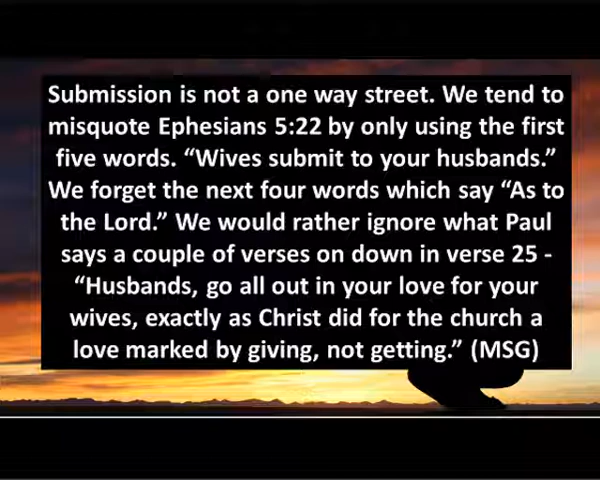 Submission is not a one way street. We tend to
misquote Ephesians 5:22 by only using the first
five words. “Wives submit to your husbands.”
We forget the next four words which say “As to
the Lord.” We would rather ignore what Paul
says a couple of verses on down in verse 25 -
“Husbands, go all out in your love for your
wives, exactly as Christ did for the church a
love marked by giving, not getting.” (MSG)